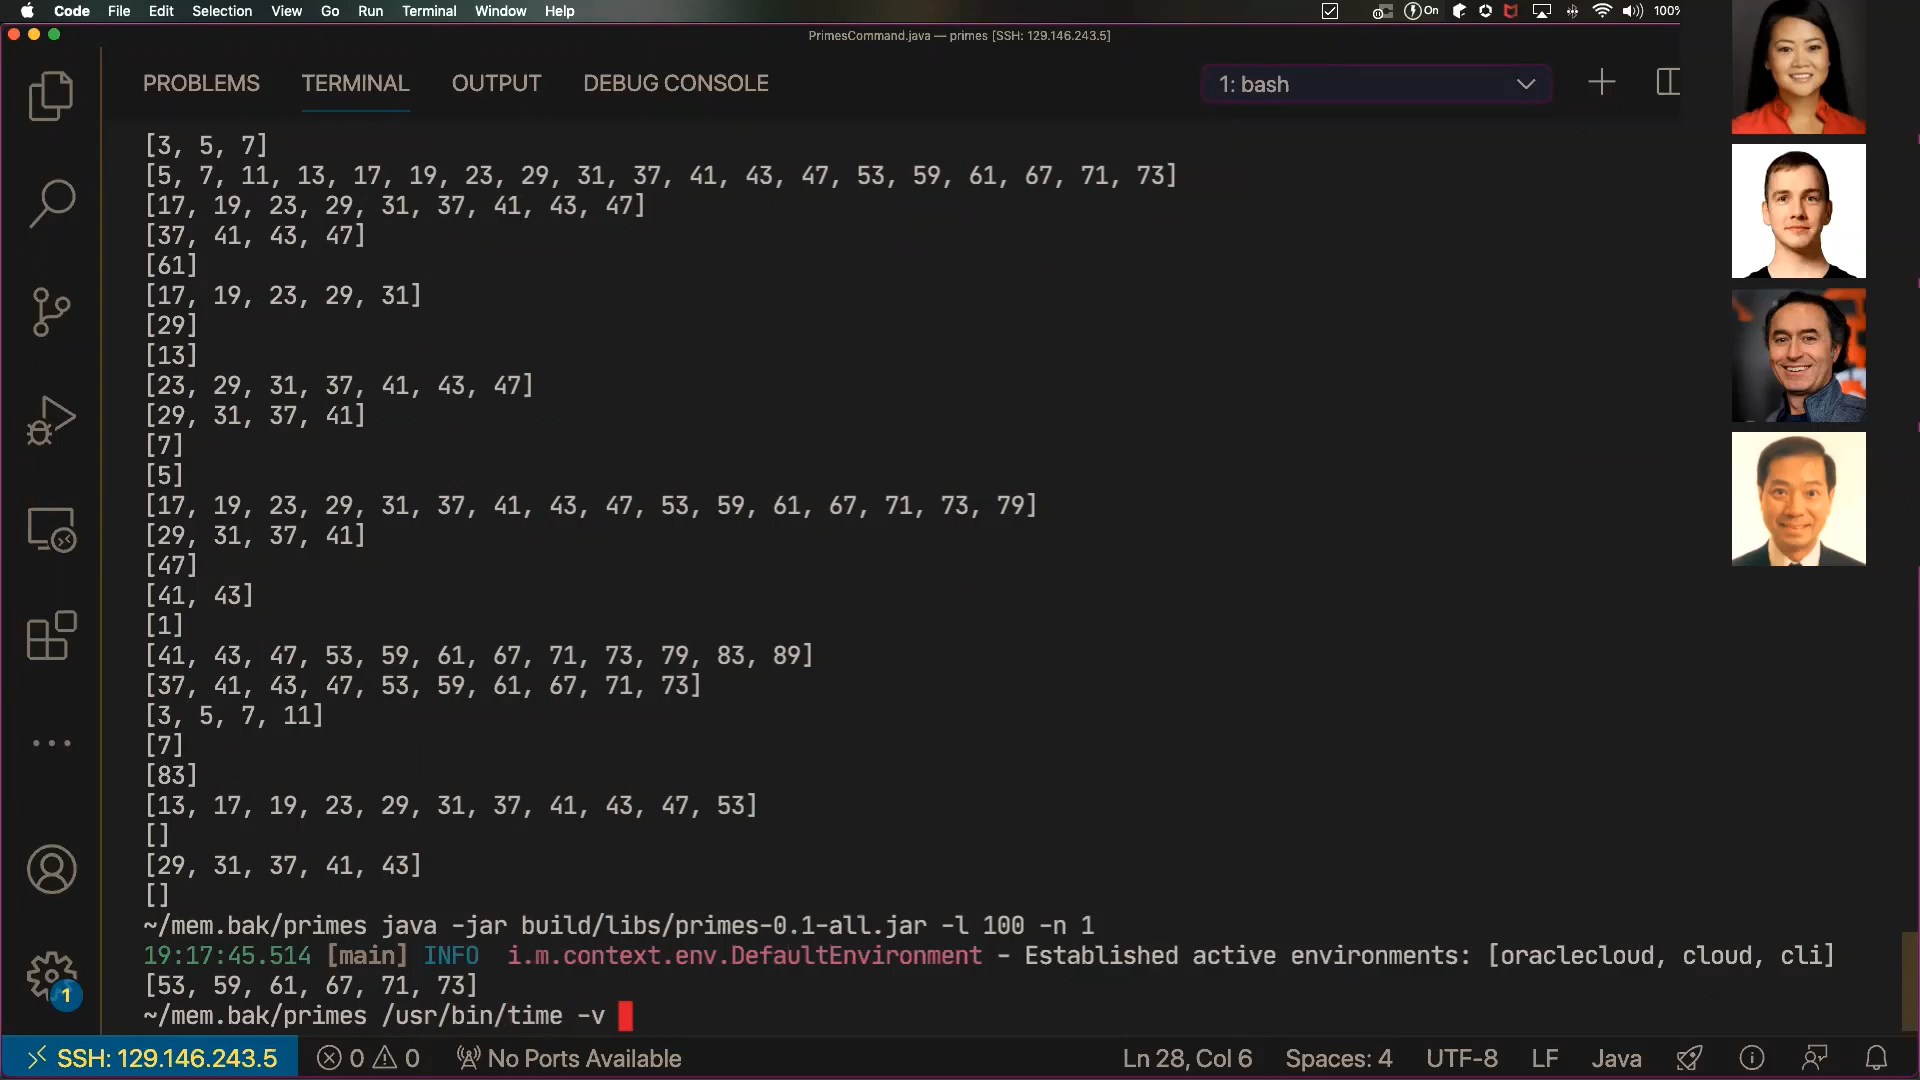 Code File Edit Selection View Go Run Terminal Window Help On 100%
PrimesCommand.java — primes [SSH: 129.146.243.5]
PROBLEMS TERMINAL OUTPUT DEBUG CONSOLE 1: bash
[3, 5, 7]
[5, 7, 11, 13, 17, 19, 23, 29, 31, 37, 41, 43, 47, 53, 59, 61, 67, 71, 73]
[17, 19, 23, 29, 31, 37, 41, 43, 47]
[37, 41, 43, 47]
[61]
[17, 19, 23, 29, 31]
[29]
[13]
[23, 29, 31, 37, 41, 43, 47]
[29, 31, 37, 41]
[7]
[5]
[17, 19, 23, 29, 31, 37, 41, 43, 47, 53, 59, 61, 67, 71, 73, 79]
[29, 31, 37, 41]
[47]
[41, 43]
[1]
[41, 43, 47, 53, 59, 61, 67, 71, 73, 79, 83, 89]
[37, 41, 43, 47, 53, 59, 61, 67, 71, 73]
[3, 5, 7, 11]
[7]
[83]
[13, 17, 19, 23, 29, 31, 37, 41, 43, 47, 53]
[]
[29, 31, 37, 41, 43]
[]
~/mem.bak/primes java -jar build/libs/primes-0.1-all.jar -l 100 -n 1
19:17:45.514 [main] INFO  i.m.context.env.DefaultEnvironment - Established active environments: [oraclecloud, cloud, cli]
[53, 59, 61, 67, 71, 73]
~/mem.bak/primes /usr/bin/time -v
1
SSH: 129.146.243.5 0 0 No Ports Available Ln 28, Col 6 Spaces: 4 UTF-8 LF Java